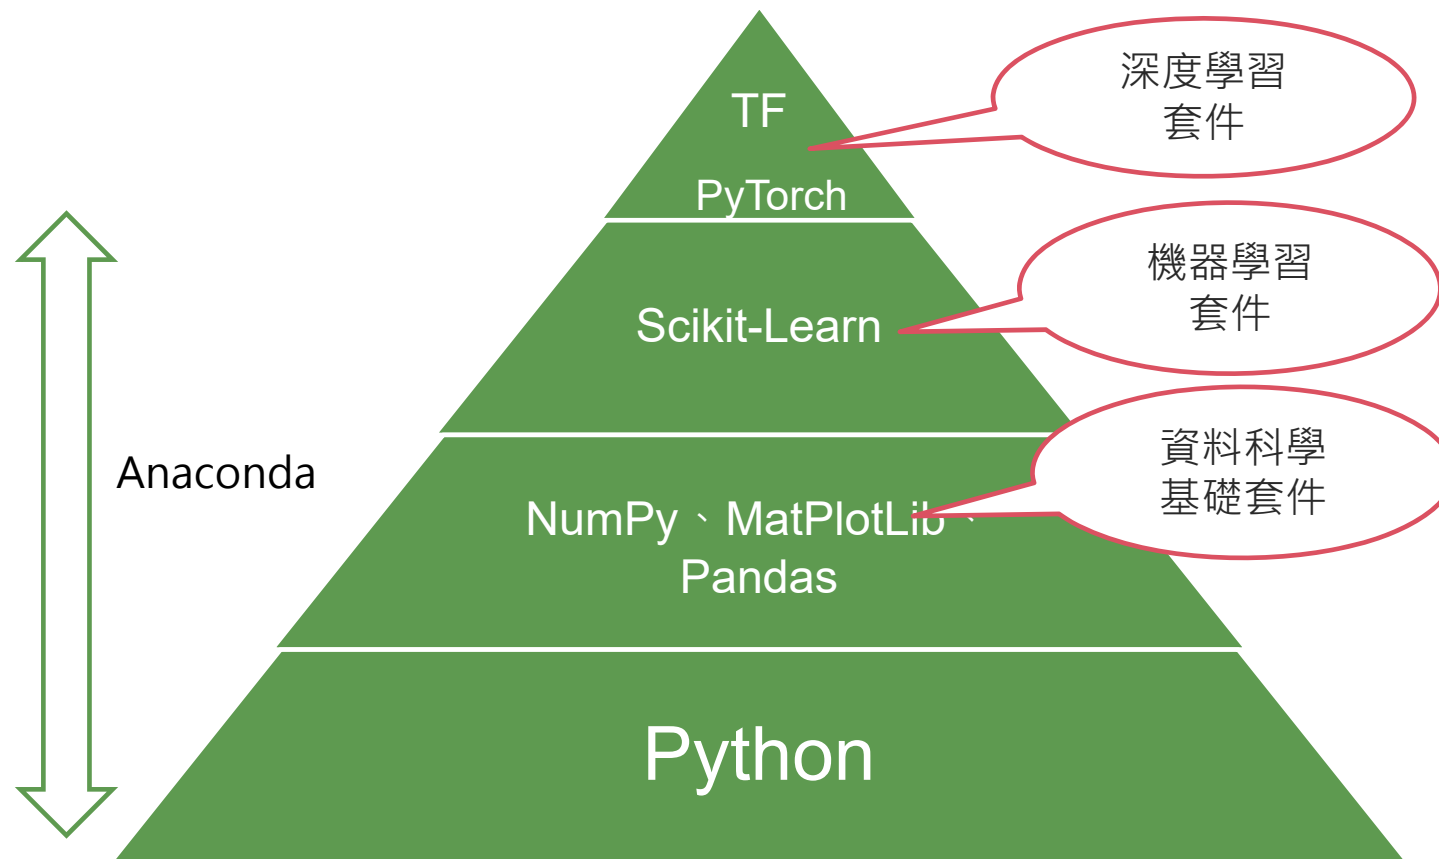 TF
PyTorch
深度學習
套件
Scikit-Learn
機器學習
套件
Anaconda
NumPy、MatPlotLib、
Pandas
資料科學
基礎套件
Python